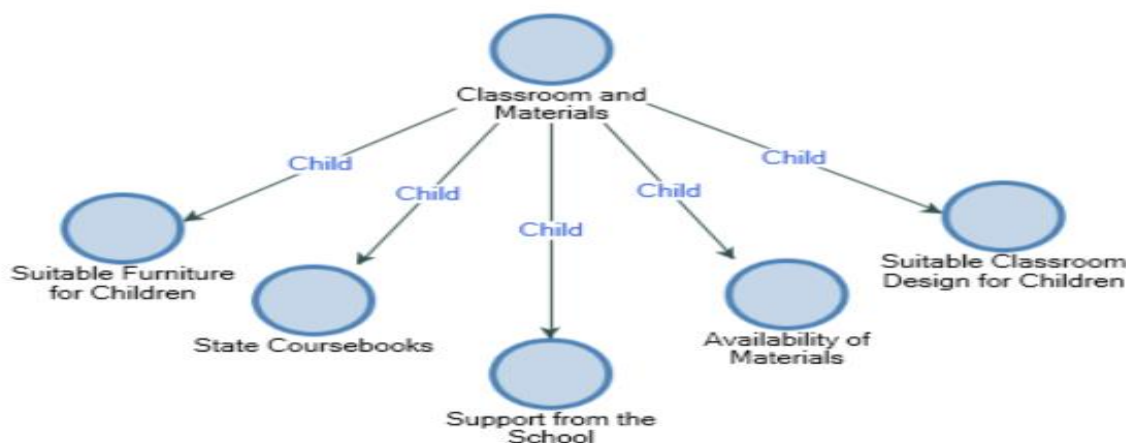 Classroom and
Materials
Child
Child
Child
Child
Child
Suitable Furniture
for Children
State Coursebooks
Support from the
School
Availability of
Materials
Suitable Classroom
Design for Children